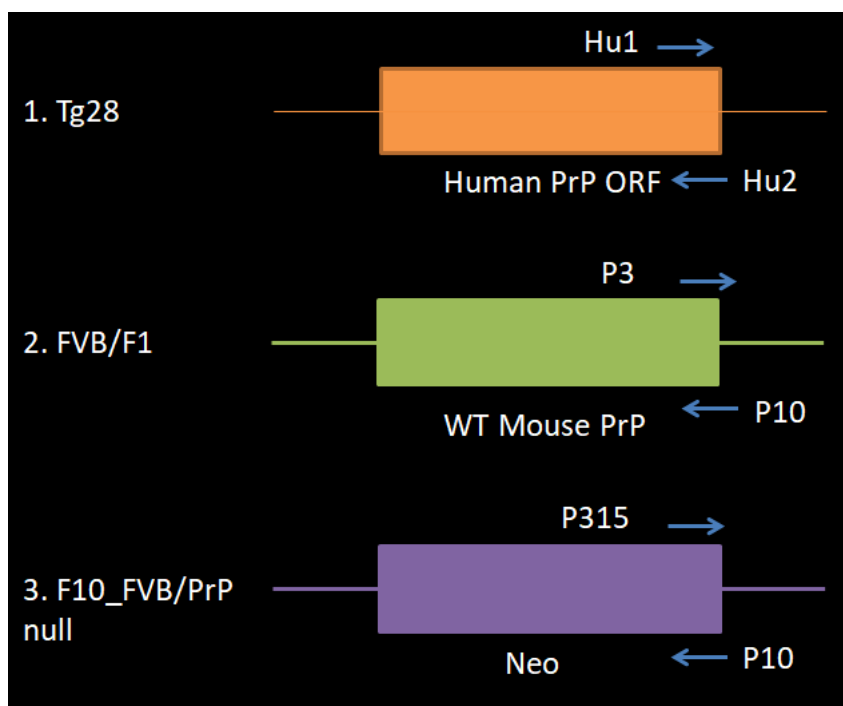 Hu1
1. Tg28
Human PrP ORF
Hu2
P3
2. FVB/F1
WT Mouse PrP
P10
P315
3. F10_FVB/PrP
null
Neo
P10